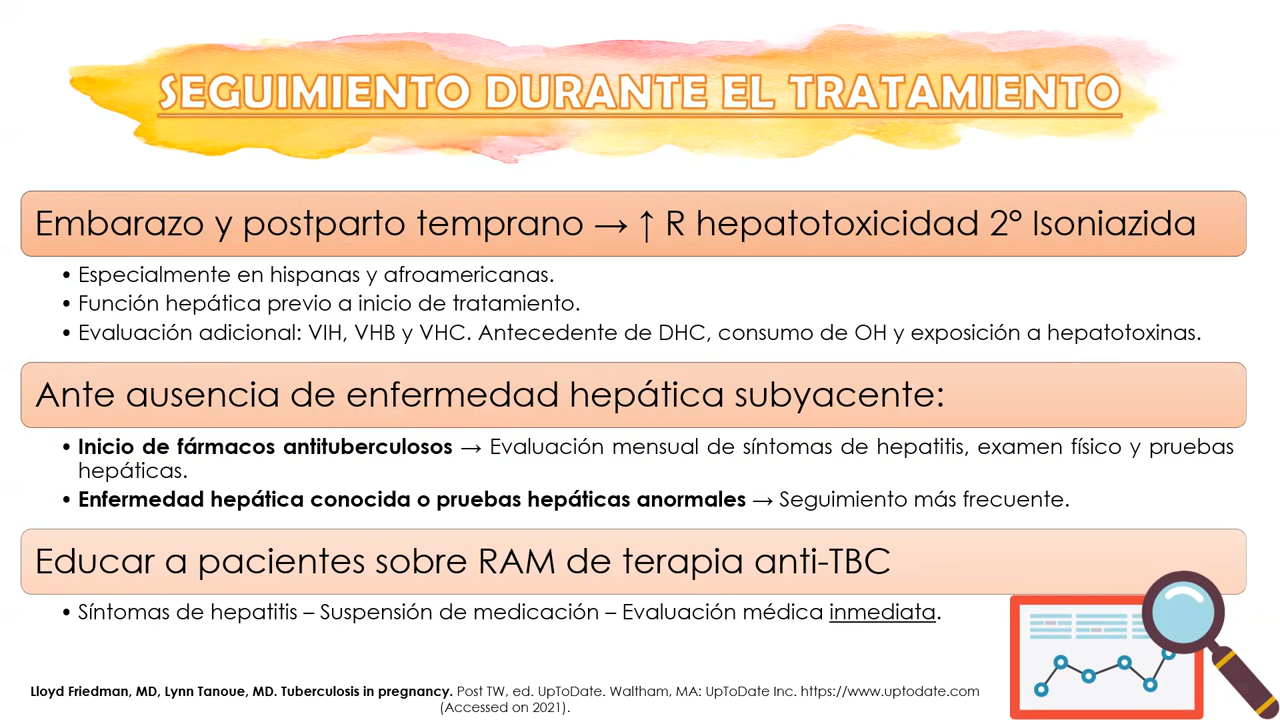 SEGUIMIENTO DURANTE EL TRATAMIENTO
Embarazo y postparto temprano → ↑ R hepatotoxicidad 2° Isoniazida
• Especialmente en hispanas y afroamericanas.
• Función hepática previo a inicio de tratamiento.
• Evaluación adicional: VIH, VHB y VHC. Antecedente de DHC, consumo de OH y exposición a hepatotoxinas.
Ante ausencia de enfermedad hepática subyacente:
• Inicio de fármacos antituberculosos → Evaluación mensual de síntomas de hepatitis, examen físico y pruebas
hepáticas.
• Enfermedad hepática conocida o pruebas hepáticas anormales → Seguimiento más frecuente.
Educar a pacientes sobre RAM de terapia anti-TBC
• Síntomas de hepatitis – Suspensión de medicación – Evaluación médica inmediata.
Lloyd Friedman, MD, Lynn Tanoue, MD. Tuberculosis in pregnancy. Post TW, ed. UpToDate. Waltham, MA: UpToDate Inc. https://www.uptodate.com
(Accessed on 2021).